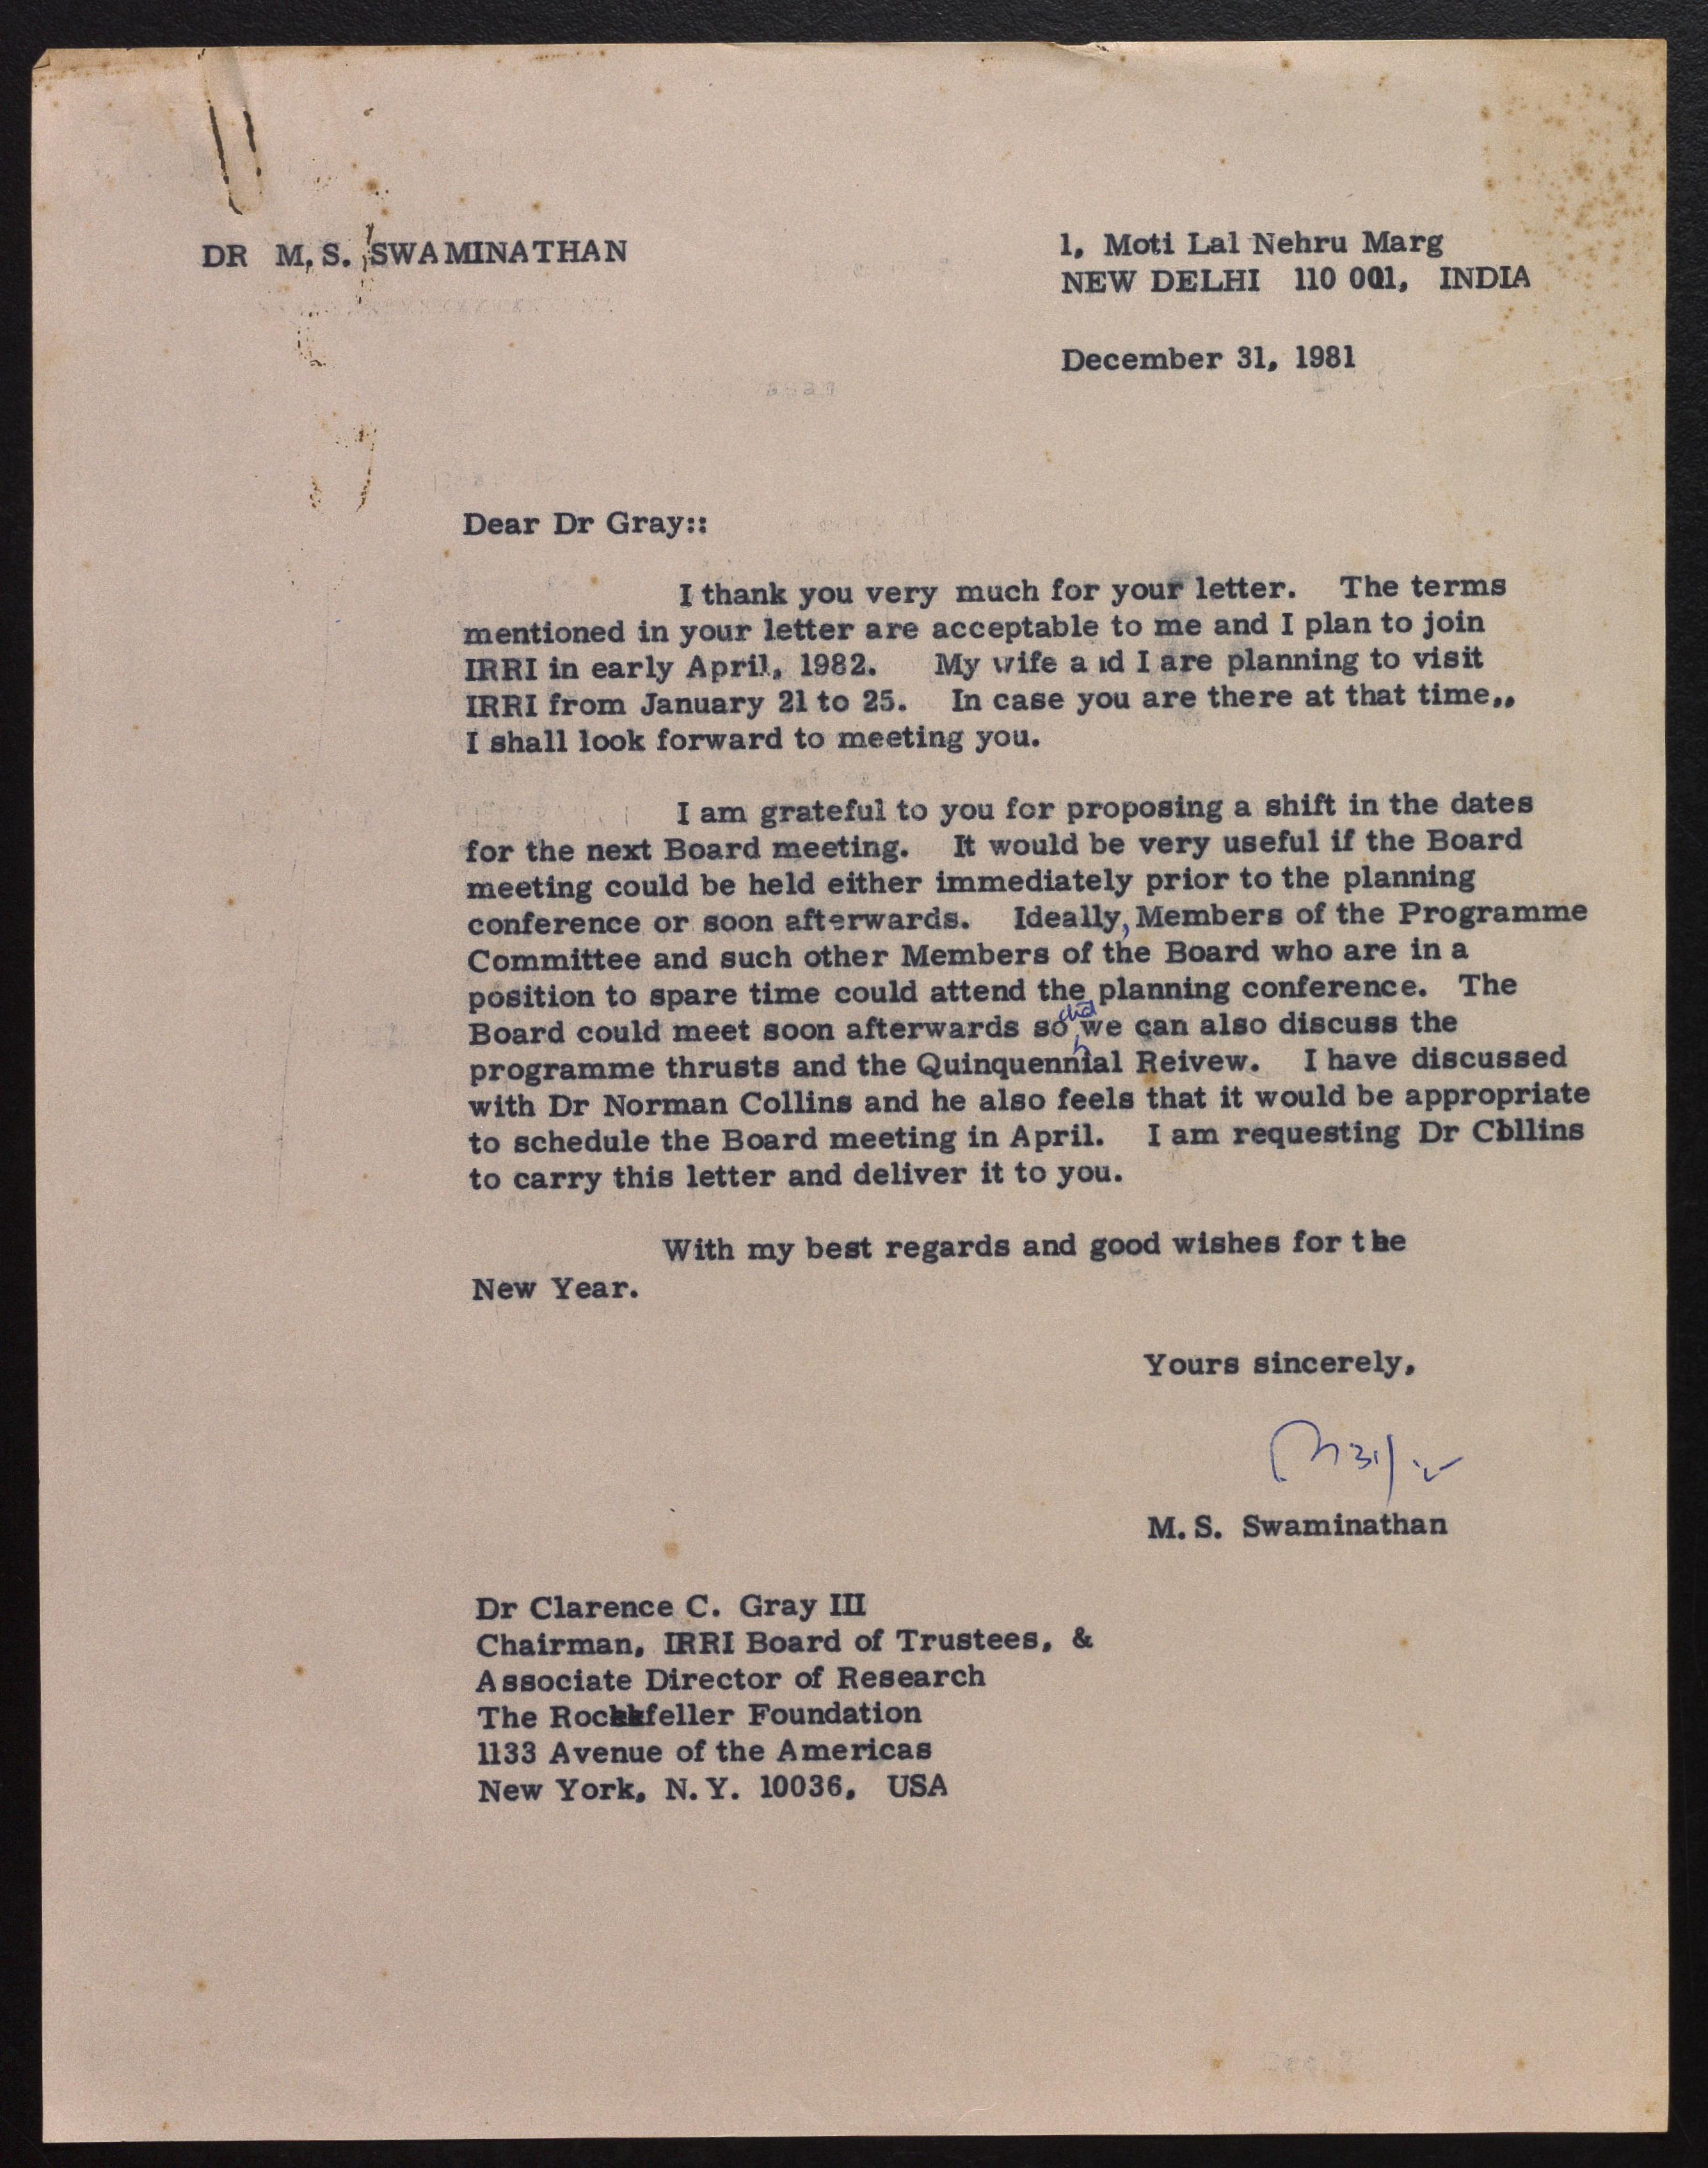 DR M. S. SWAMINATHAN
1, Moti Lal Nehru Marg
NEW DELHI 110 001, INDIA
December 31, 1981
Dear Dr Gray::
I thank you very much for your letter. The terms
mentioned in your letter are acceptable to me and I plan to join
IRRI in early April, 1982. My wife and I are planning to visit
IRRI from January 21 to 25. In case you are there at that time,,
I shall look forward to meeting you.
I am grateful to you for proposing a shift in the dates
for the next Board meeting. It would be very useful if the Board
meeting could be held either immediately prior to the planning
conference or soon afterwards. Ideally, Members of the Programme
Committee and such other Members of the Board who are in a
position to spare time could attend the planning conference. The
Board could meet soon afterwards so that we can also discuss the
programme thrusts and the Quinquennial Reivew. I have discussed
with Dr Norman Collins and he also feels that it would be appropriate
to schedule the Board meeting in April. I am requesting Dr Collins
to carry this letter and deliver it to you.
With my best regards and good wishes for the
New Year.
Yours sincerely,
M. S. Swaminathan
Dr Clarence C. Gray III
Chairman, IRRI Board of Trustees, &
Associate Director of Research
The Rockefeller Foundation
1133 Avenue of the Americas
New York, N. Y. 10036, USA